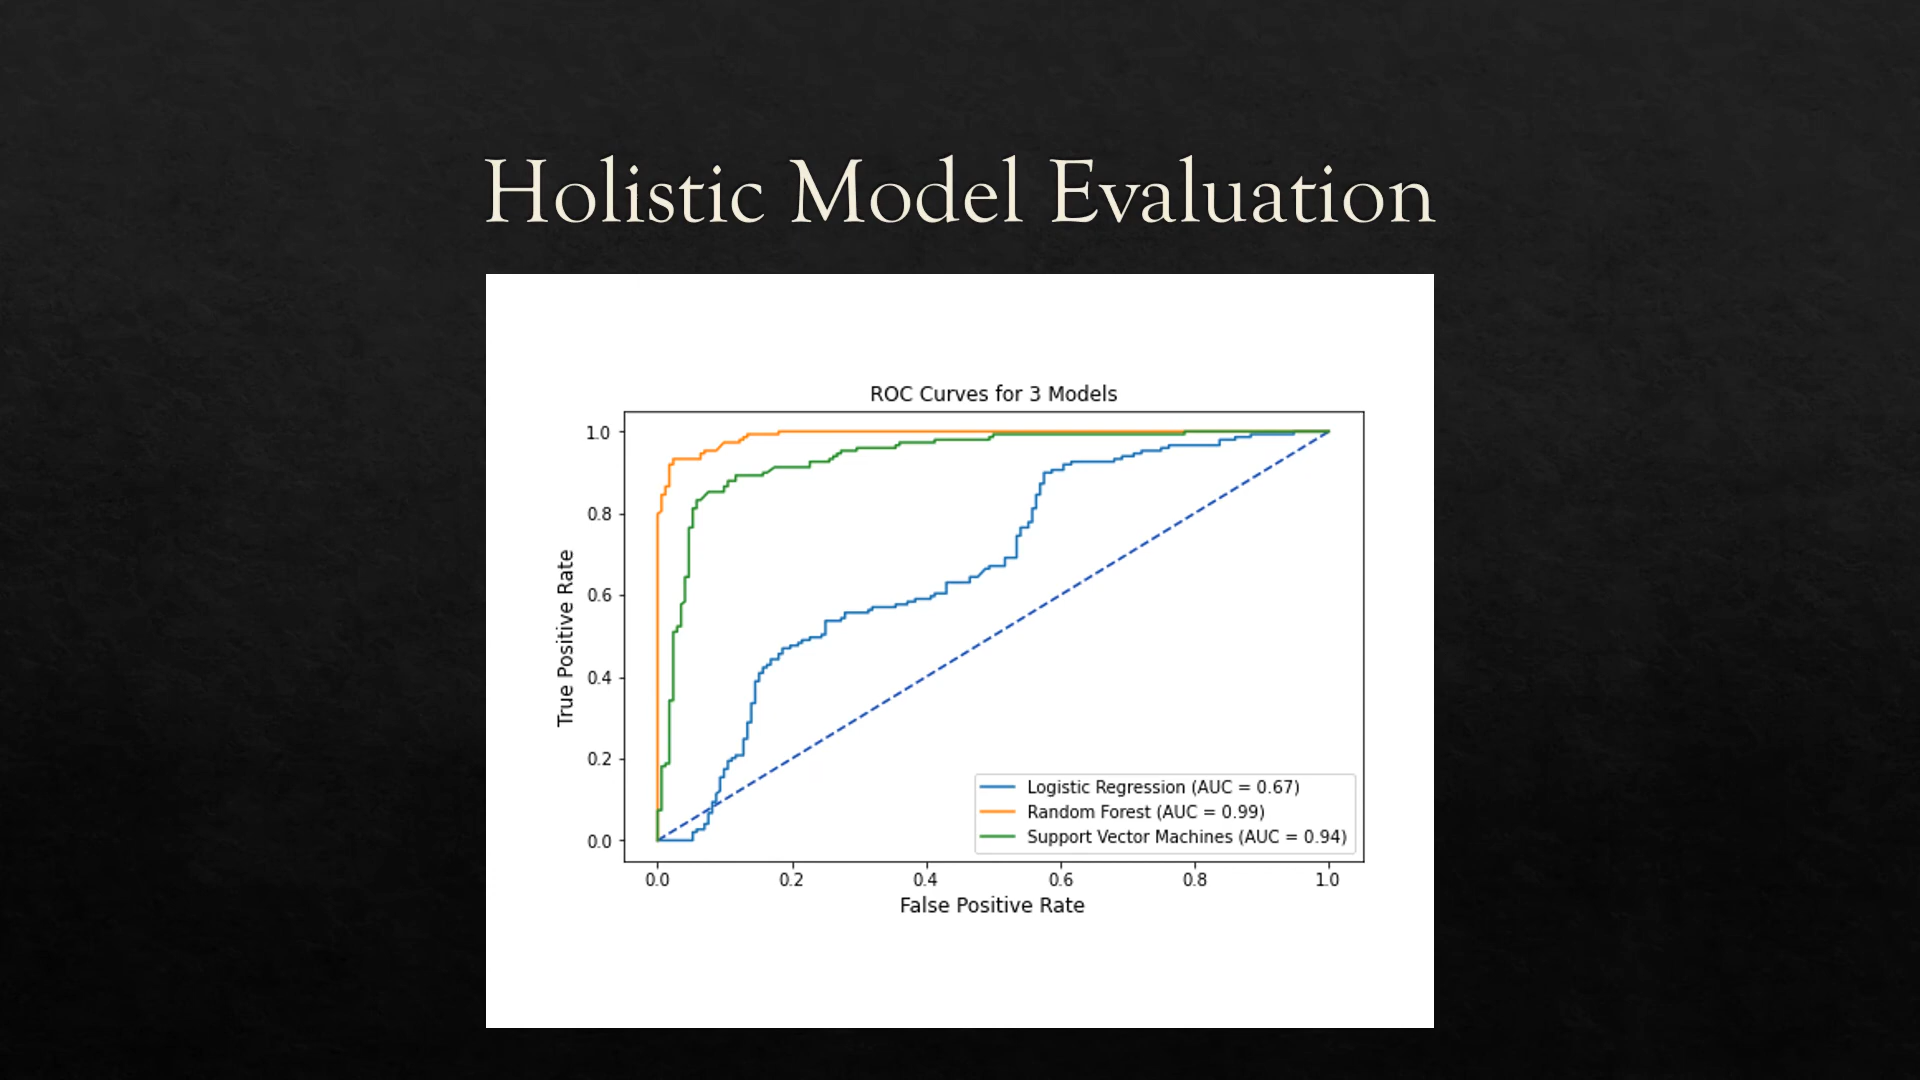 Holistic Model Evaluation
ROC Curves for 3 Models
1.0
0.8
0.6
0.4
0.2
0.0
True Positive Rate
0.0 0.2 0.4 0.6 0.8 1.0
False Positive Rate
Logistic Regression (AUC = 0.67)
Random Forest (AUC = 0.99)
Support Vector Machines (AUC = 0.94)